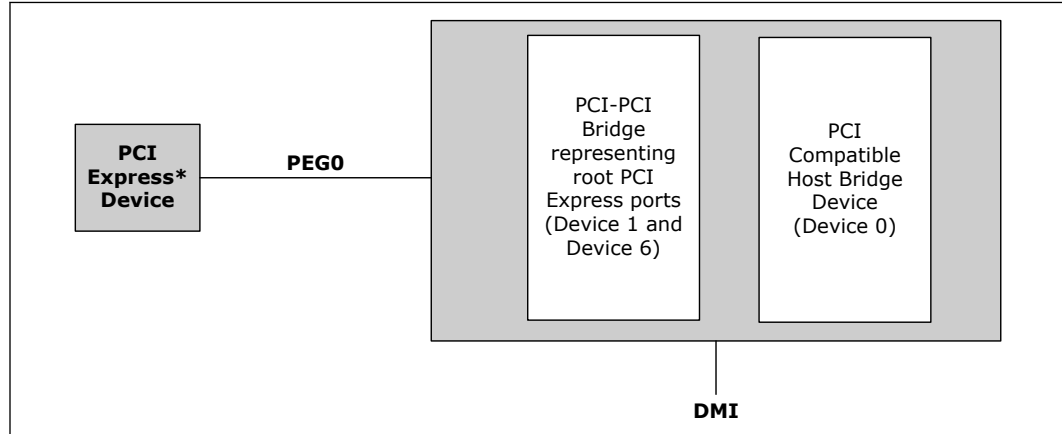 PCI
Express*
Device
PEG0
PCI-PCI
Bridge
representing
root PCI
Express ports
(Device 1 and
Device 6)
PCI
Compatible
Host Bridge
Device
(Device 0)
DMI